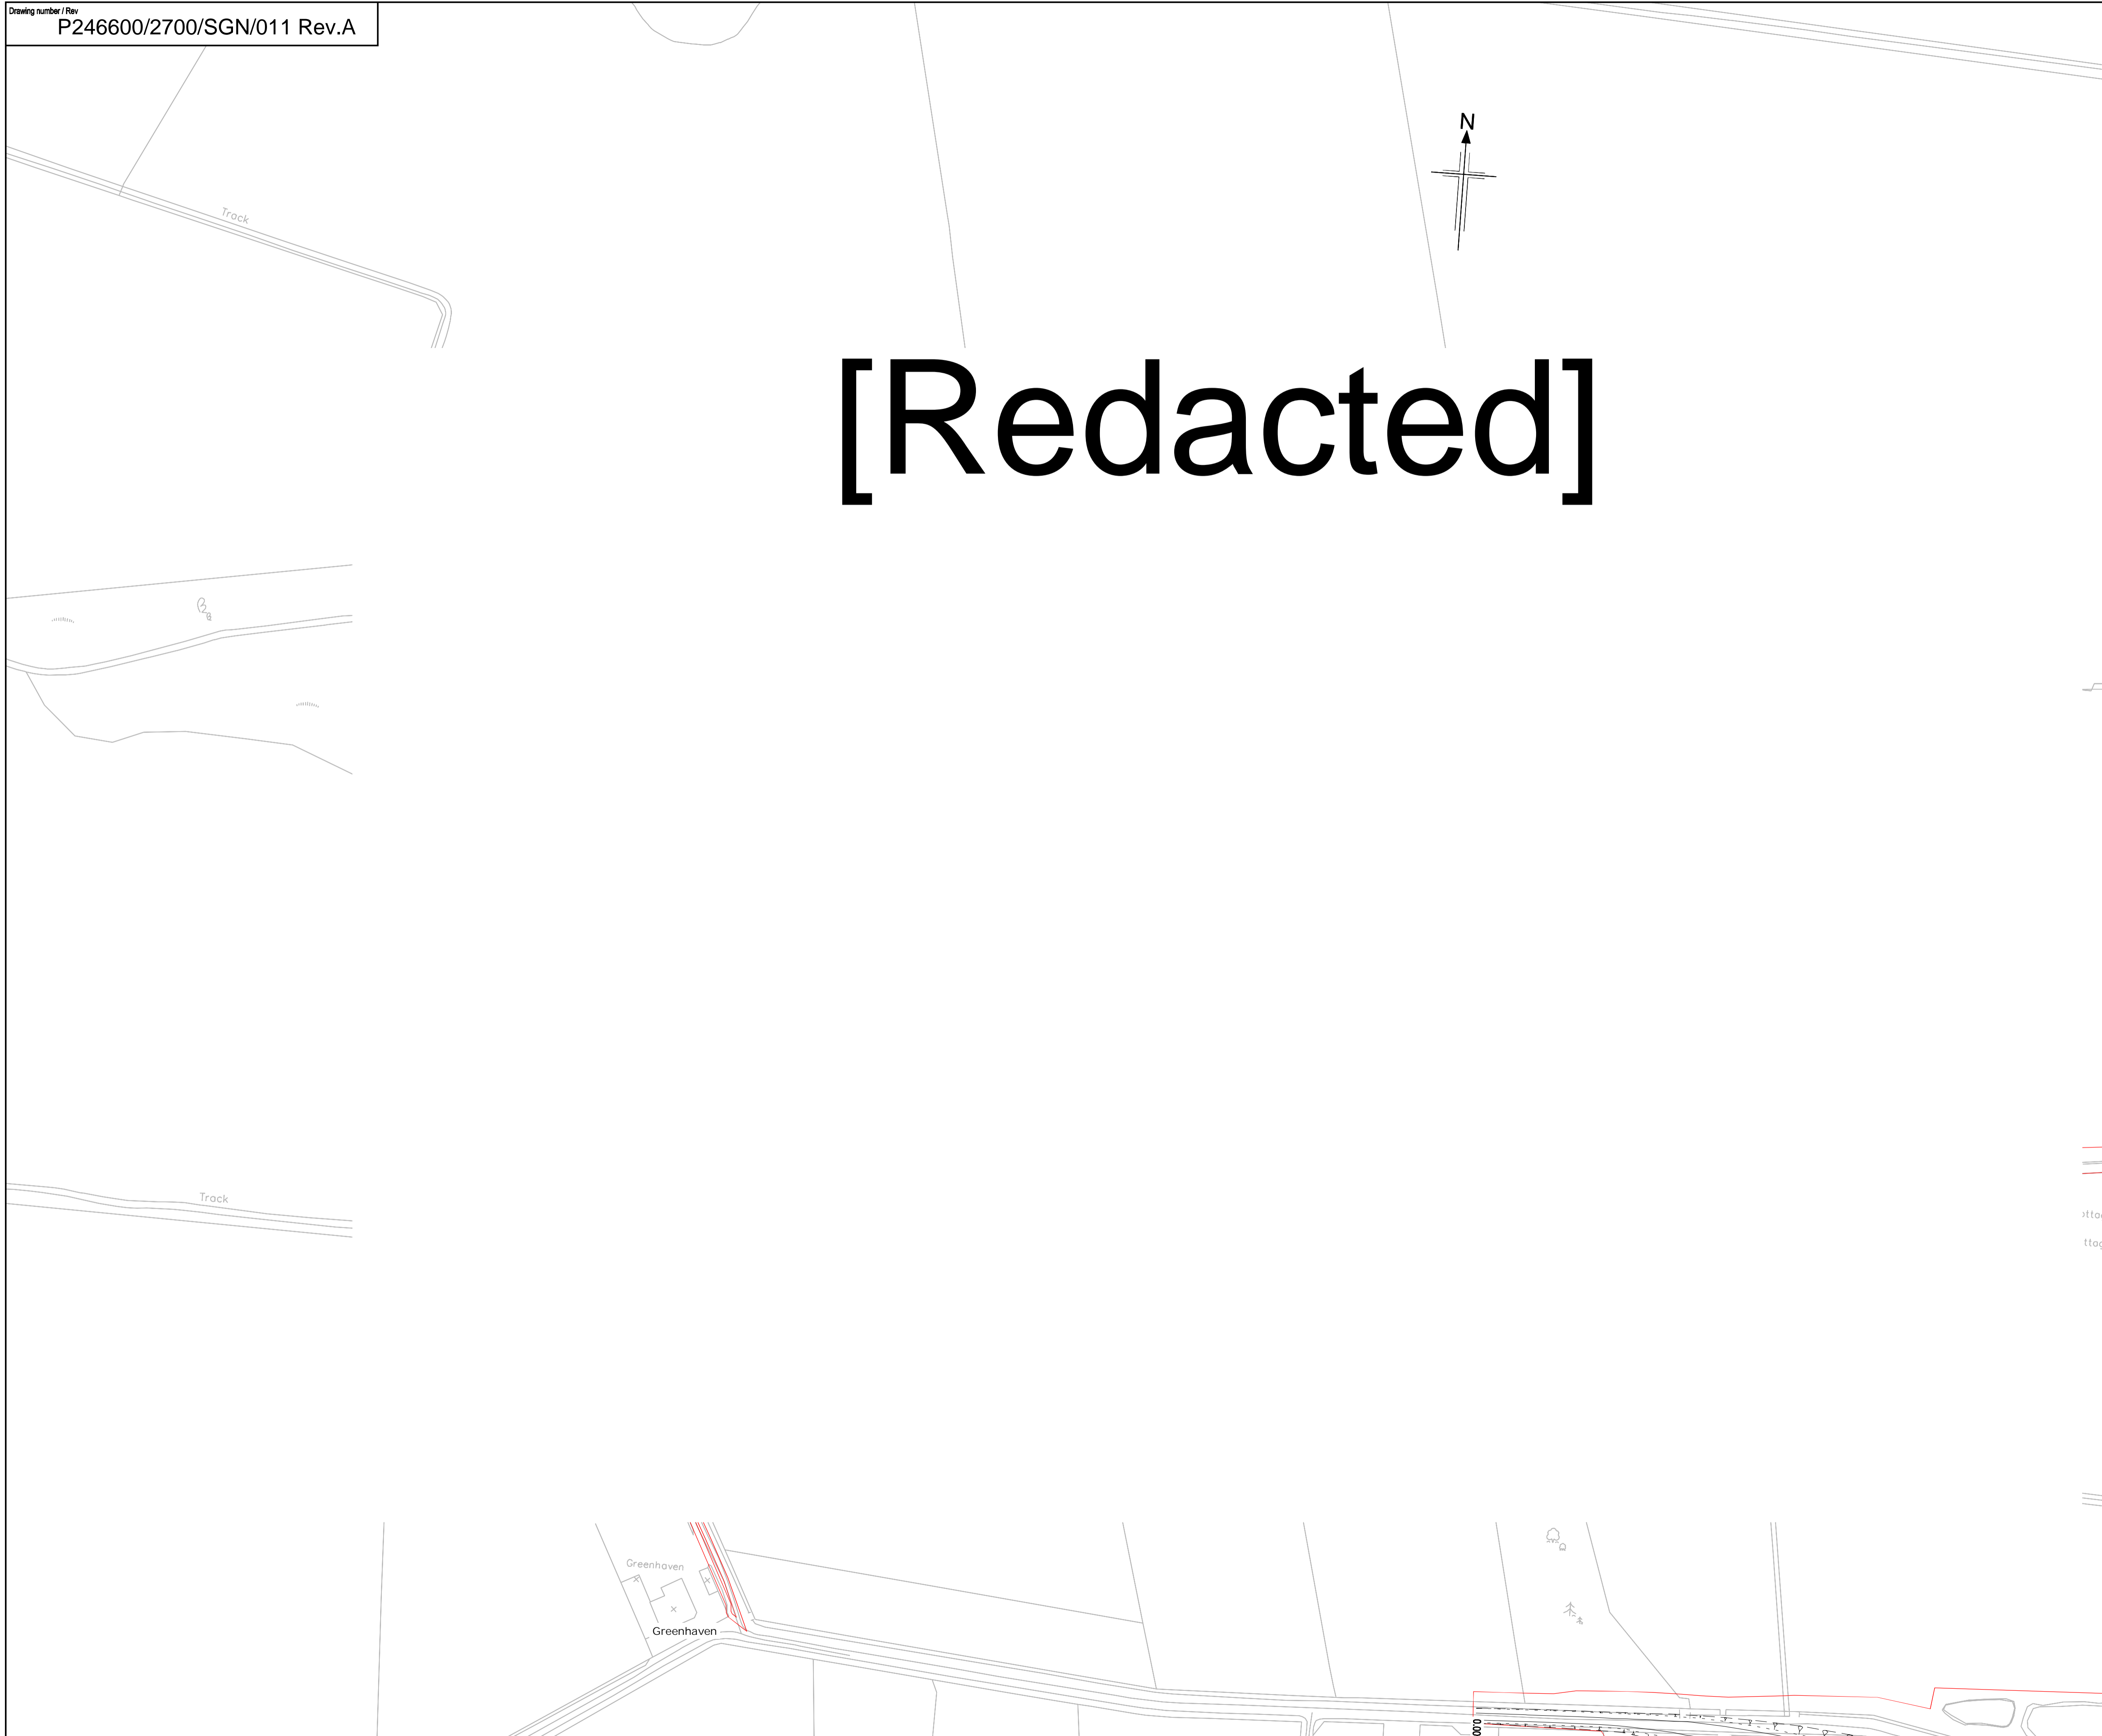 Drawing number / Rev
P246600/2700/SGN/011 Rev.A
N
Track
[Redacted]
Track
Greenhaven
Greenhaven